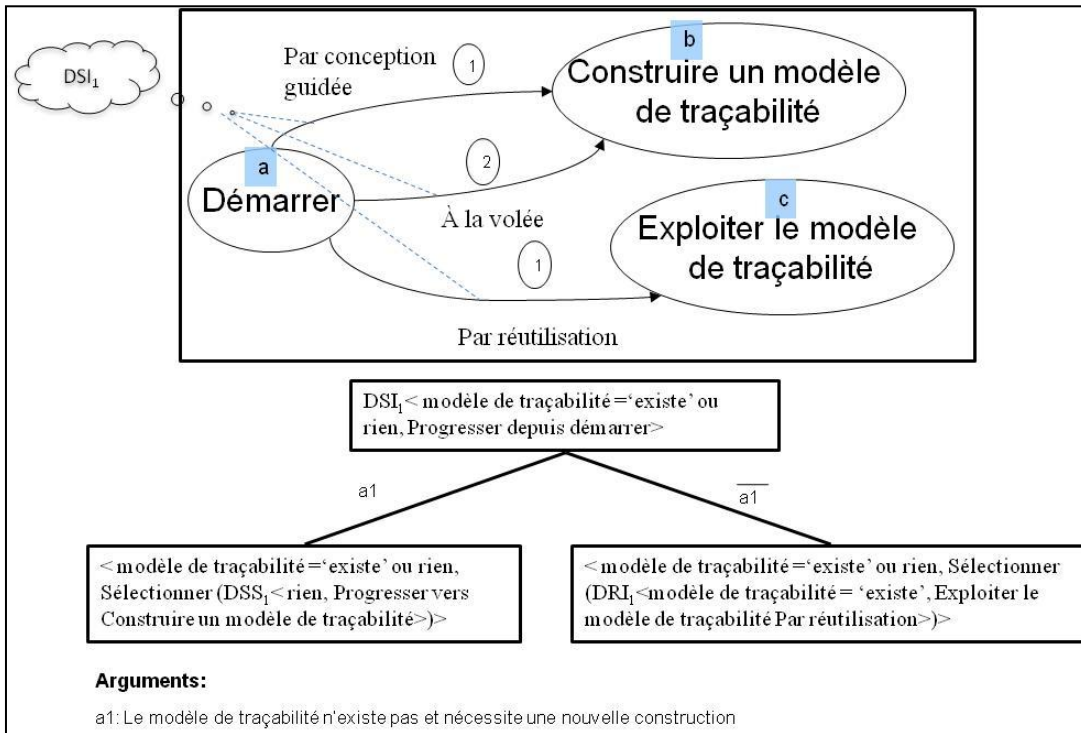 DSI₁
Par conception
guidée
1
b
Construire un modèle
de traçabilité
a
Démarrer
2
À la volée
c
Exploiter le modèle
de traçabilité
1
Par réutilisation
DSI₁< modèle de traçabilité =‘existe’ ou
rien, Progresser depuis démarrer>
a1
a1
< modèle de traçabilité =‘existe’ ou rien,
Sélectionner (DSS₁< rien, Progresser vers
Construire un modèle de traçabilité>)>
< modèle de traçabilité =‘existe’ ou rien, Sélectionner
(DRI₁<modèle de traçabilité = ‘existe’, Exploiter le
modèle de traçabilité Par réutilisation>)>
Arguments:
a1: Le modèle de traçabilité n'existe pas et nécessite une nouvelle construction